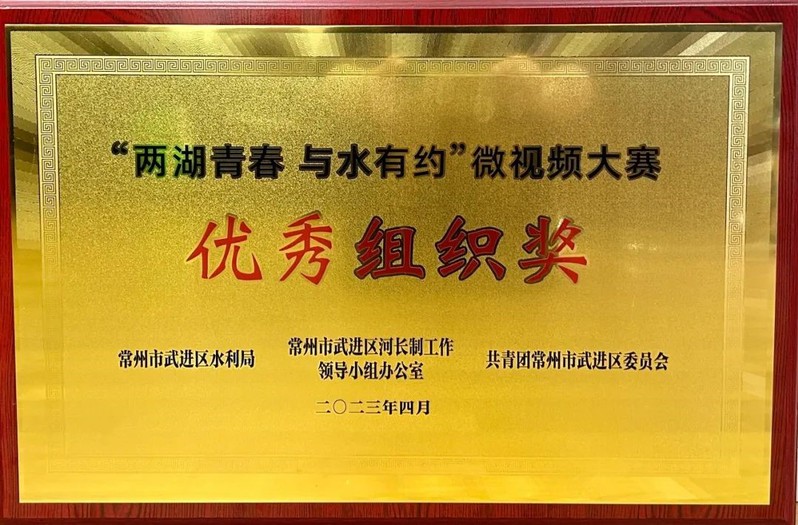 “两湖青春 与水有约”微视频大赛
优秀组织奖
常州市武进区水利局
常州市武进区河长制工作
领导小组办公室
共青团常州市武进区委员会
二〇二三年四月